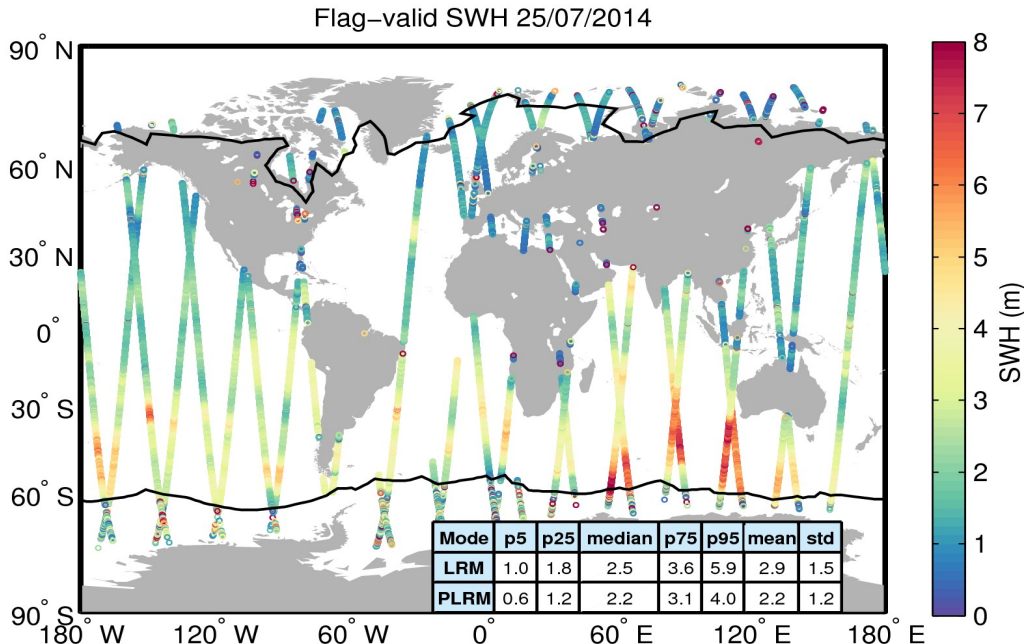 Flag−valid SWH 25/07/2014
90° N
60° N
30° N
0°
30° S
60° S
90° S
180° W
120° W
60° W
0°
60° E
120° E
180° E
8
7
6
5
4
3
2
1
0
SWH (m)
Mode p5 p25 median p75 p95 mean std
LRM 1.0 1.8 2.5 3.6 5.9 2.9 1.5
PLRM 0.6 1.2 2.2 3.1 4.0 2.2 1.2